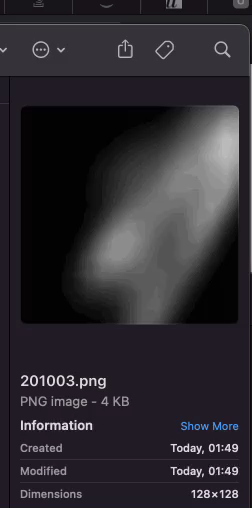 201003.png
PNG image - 4 KB
Information Show More
Created Today, 01:49
Modified Today, 01:49
Dimensions 128×128